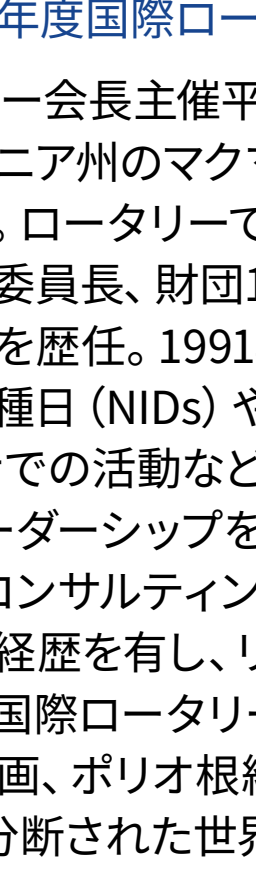 年度国際ロー
ー会長主催平
ニア州のマク
。ロータリーで
委員長、財団1
を歴任。1991
種日（NIDs）や
での活動など
ーダーシップを
コンサルティン
経歴を有し、リ
国際ロータリー
画、ポリオ根絶
分断された世界